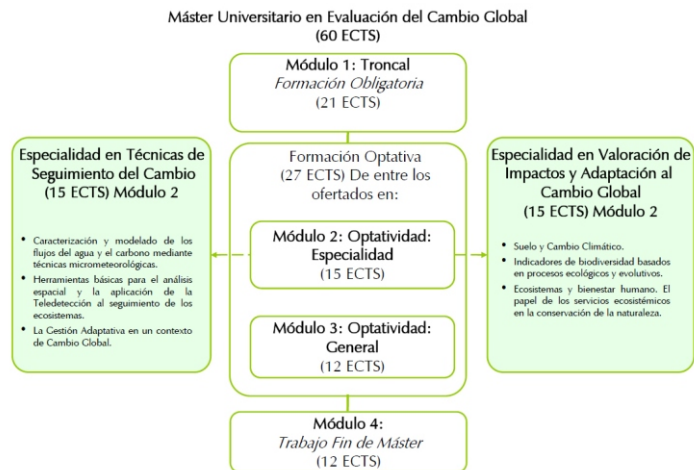 Máster Universitario en Evaluación del Cambio Global
(60 ECTS)
Módulo 1: Troncal
Formación Obligatoria
(21 ECTS)
Especialidad en Técnicas de
Seguimiento del Cambio
(15 ECTS) Módulo 2
• Caracterización y modelado de los
flujos del agua y el carbono mediante
técnicas micrometeorológicas.
• Herramientas básicas para el análisis
espacial y la aplicación de la
Teledetección al seguimiento de los
ecosistemas.
• La Gestión Adaptativa en un contexto
de Cambio Global.
Formación Optativa
(27 ECTS) De entre los
ofertados en:
Módulo 2: Optatividad:
Especialidad
(15 ECTS)
Módulo 3: Optatividad:
General
(12 ECTS)
Especialidad en Valoración de
Impactos y Adaptación al
Cambio Global
(15 ECTS) Módulo 2
• Suelo y Cambio Climático.
• Indicadores de biodiversidad basados
en procesos ecológicos y evolutivos.
• Ecosistemas y bienestar humano. El
papel de los servicios ecosistémicos
en la conservación de la naturaleza.
Módulo 4:
Trabajo Fin de Máster
(12 ECTS)